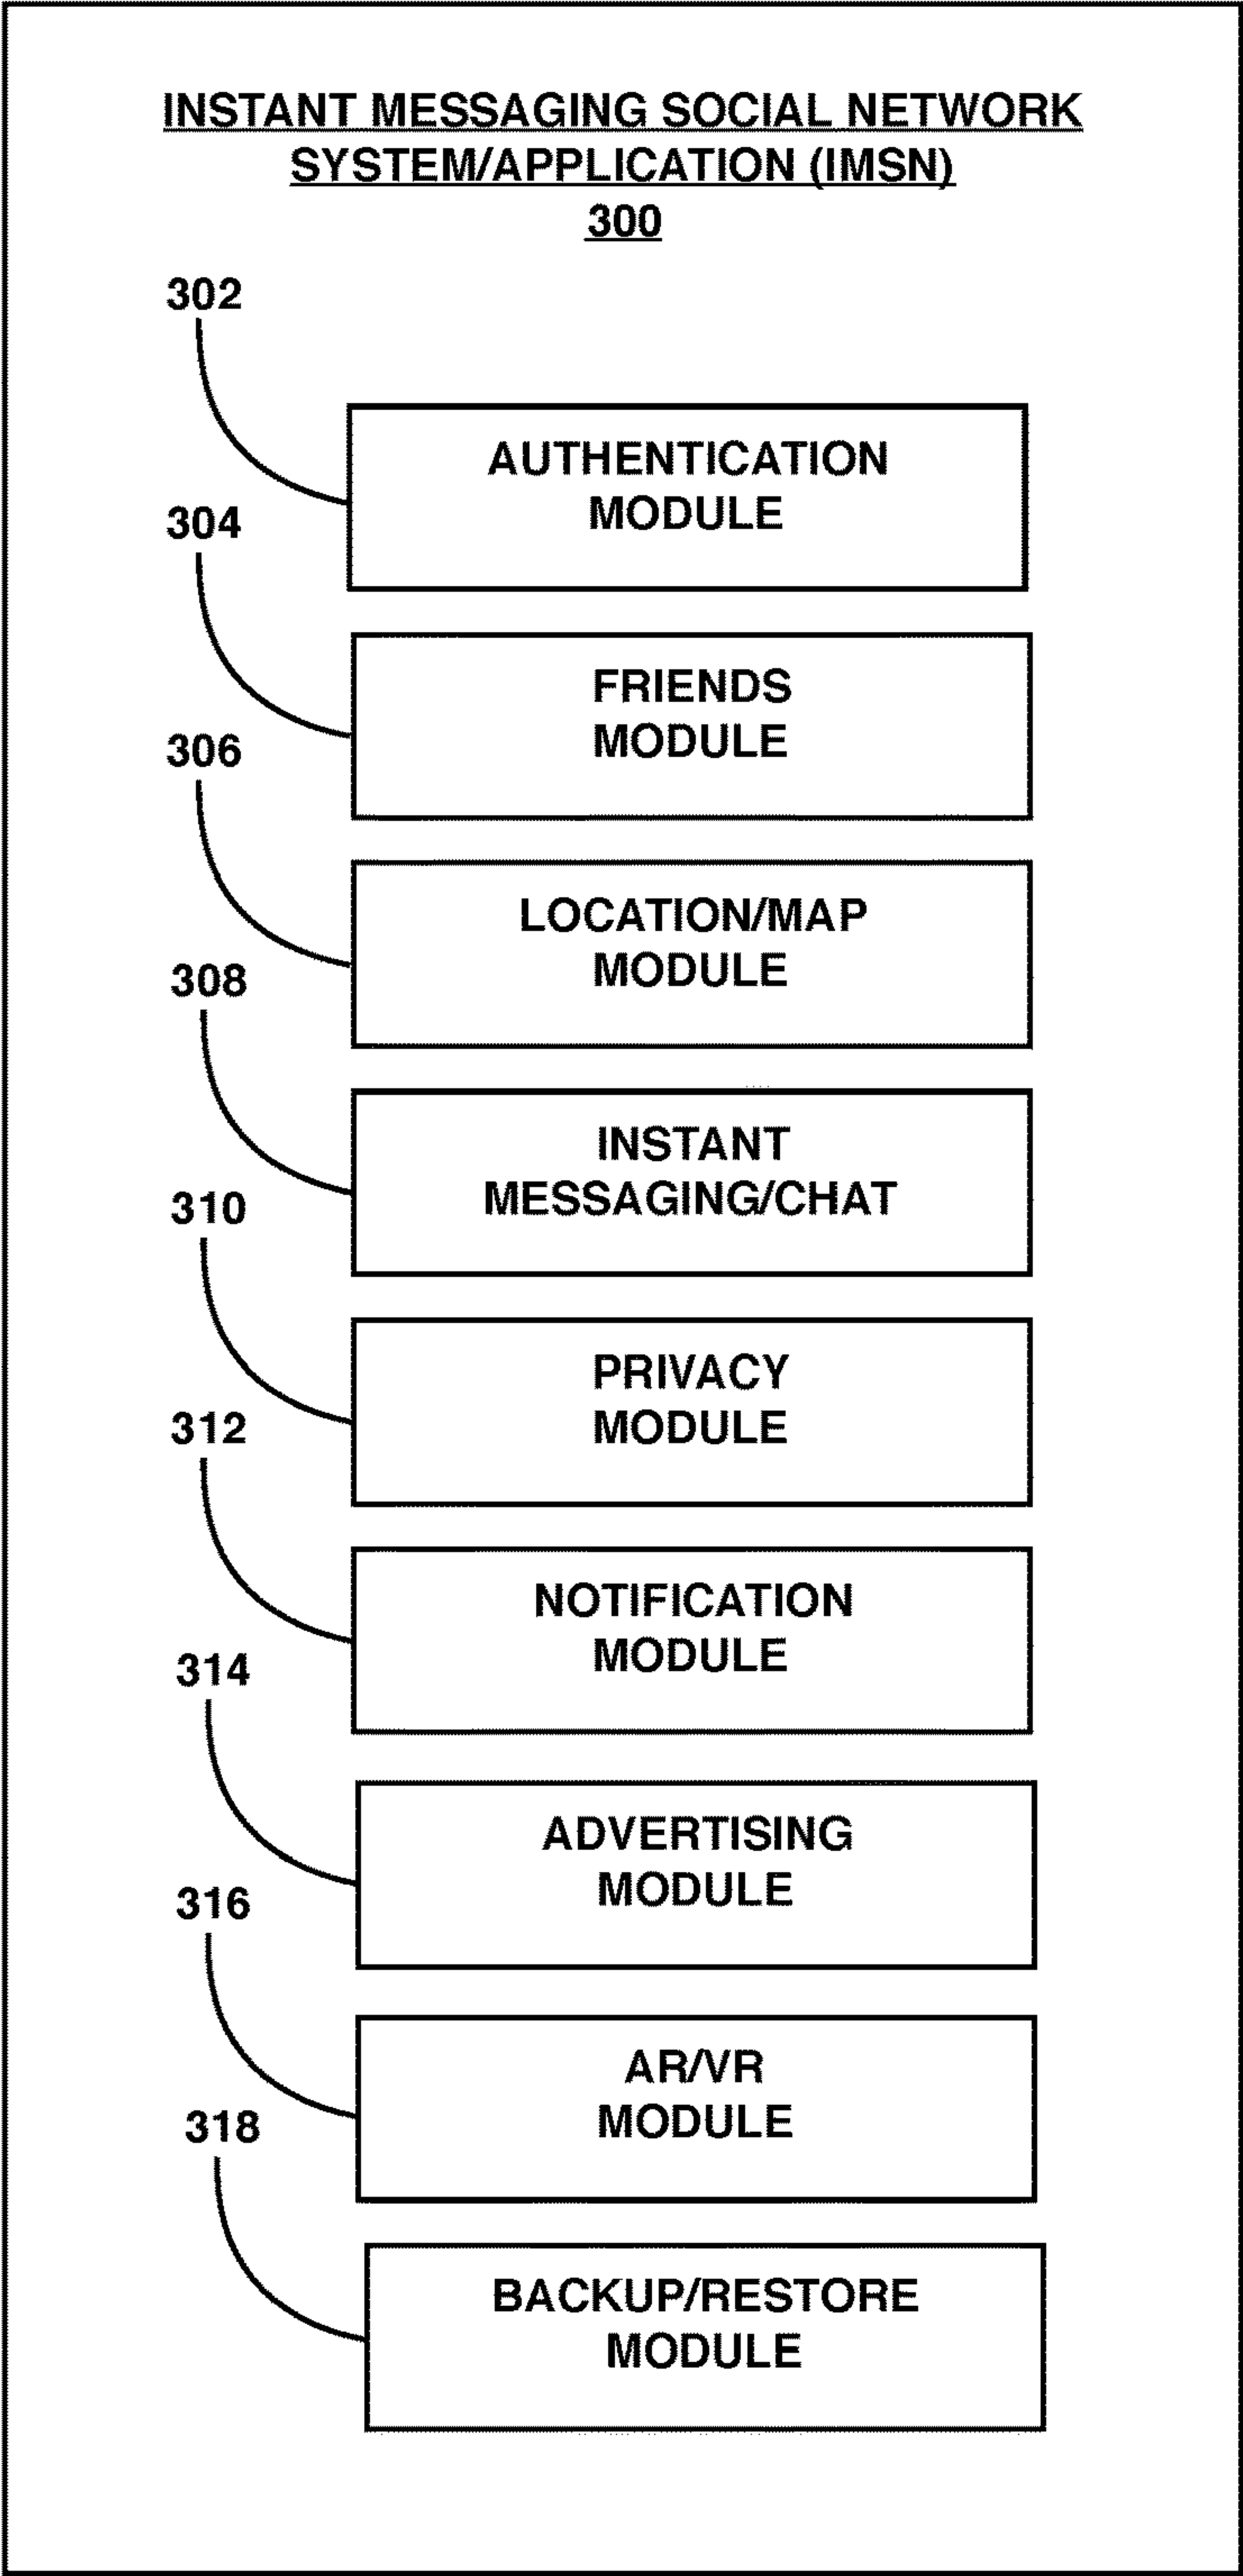 INSTANT MESSAGING SOCIAL NETWORK
SYSTEM/APPLICATION (IMSN)
300
302
AUTHENTICATION
MODULE
304
FRIENDS
MODULE
306
LOCATION/MAP
MODULE
308
INSTANT
MESSAGING/CHAT
310
PRIVACY
MODULE
312
NOTIFICATION
MODULE
314
ADVERTISING
MODULE
316
AR/VR
MODULE
318
BACKUP/RESTORE
MODULE